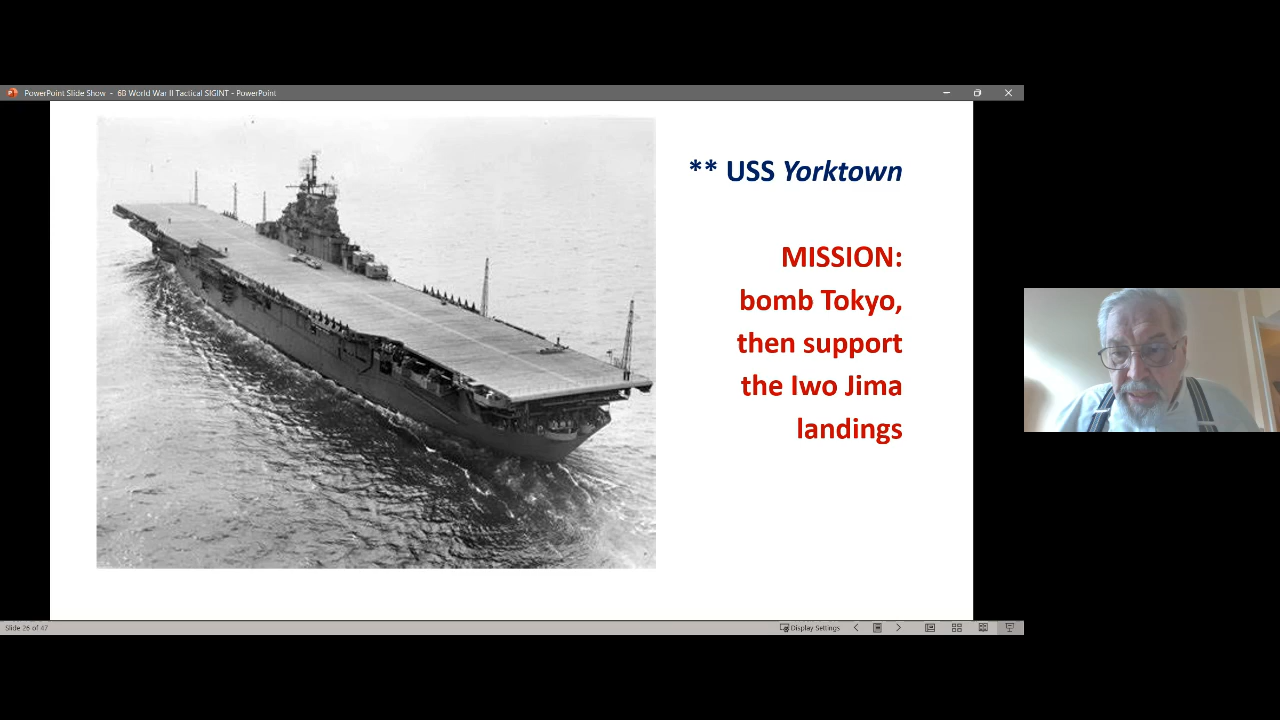 PowerPoint Slide Show - 6B World War II Tactical SIGINT - PowerPoint
** USS Yorktown
MISSION:
bomb Tokyo,
then support
the Iwo Jima
landings
Slide 26 of 47
Display Settings